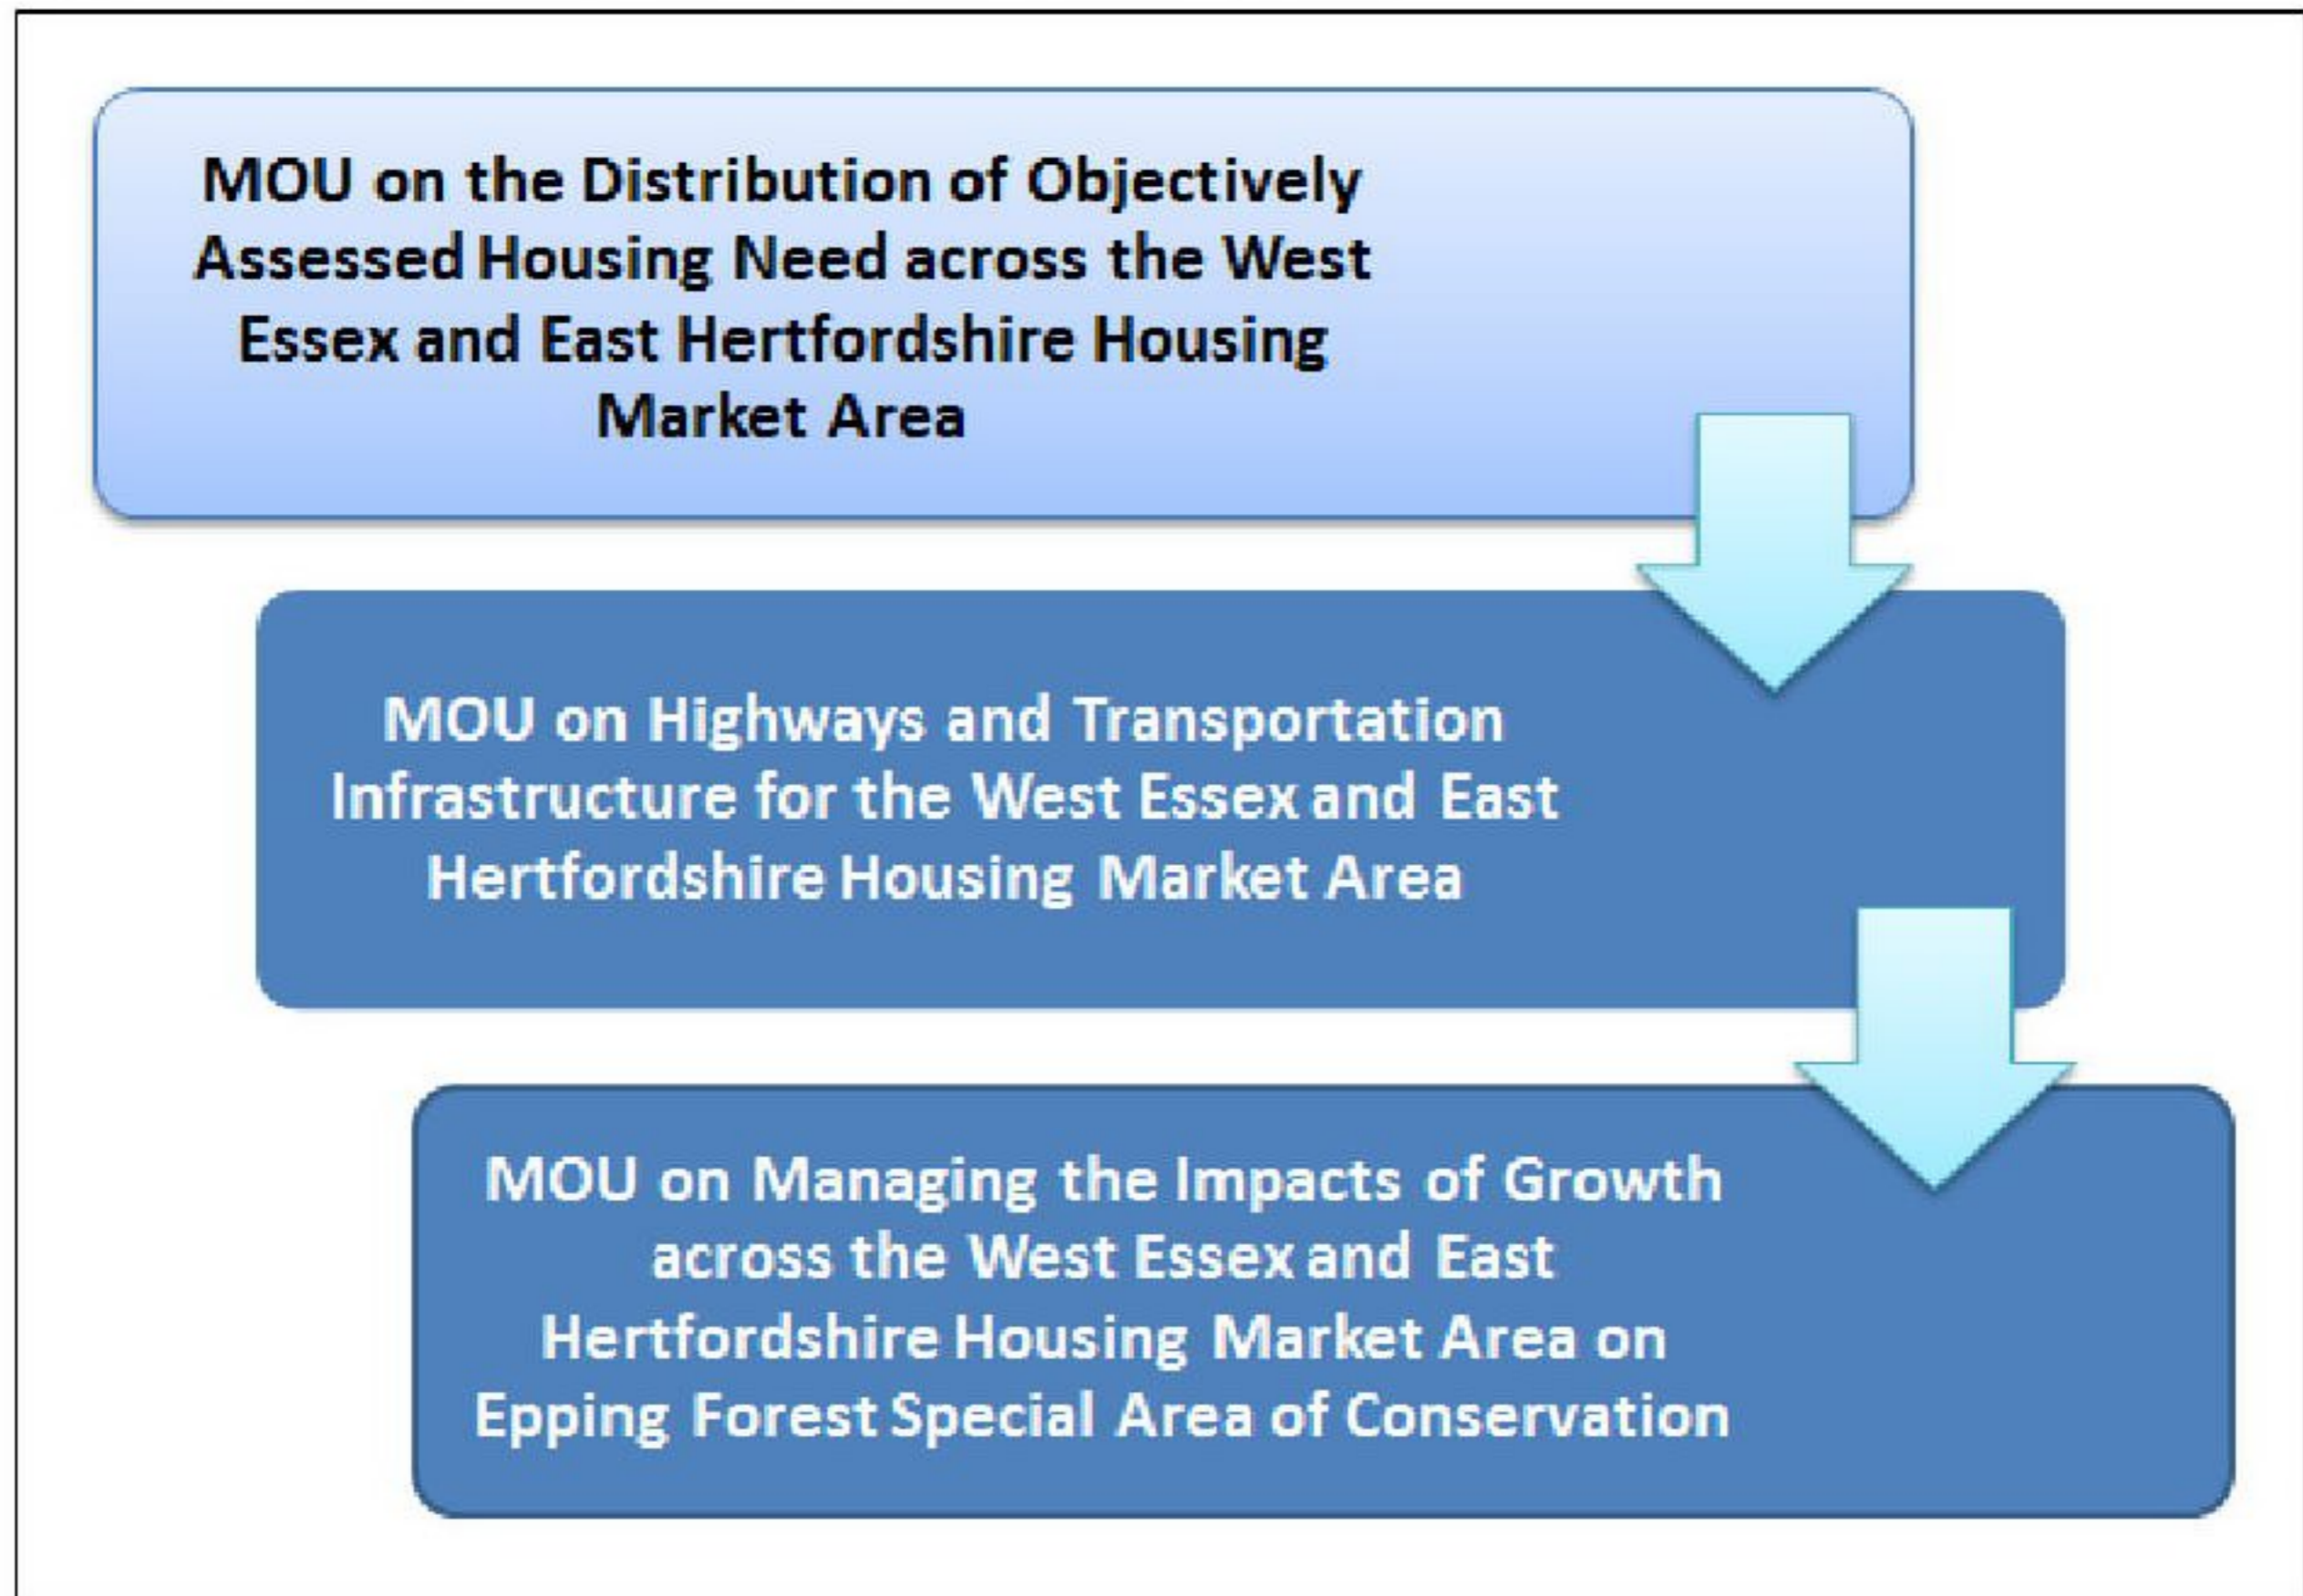 MOU on the Distribution of Objectively
Assessed Housing Need across the West
Essex and East Hertfordshire Housing
Market Area
MOU on Highways and Transportation
Infrastructure for the West Essex and East
Hertfordshire Housing Market Area
MOU on Managing the Impacts of Growth
across the West Essex and East
Hertfordshire Housing Market Area on
Epping Forest Special Area of Conservation